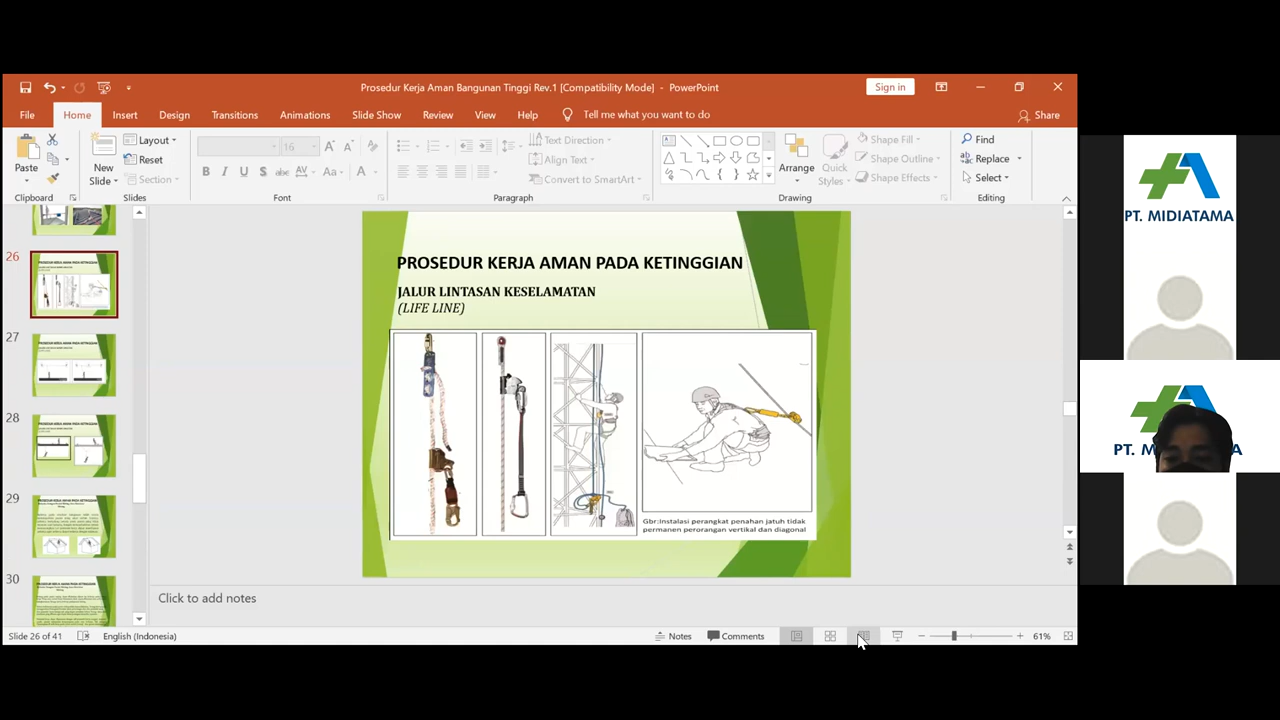 Prosedur Kerja Aman Bangunan Tinggi Rev.1 [Compatibility Mode] - PowerPoint
Sign in
File Home Insert Design Transitions Animations Slide Show Review View Help Tell me what you want to do
Share
Paste
New
Slide
Layout
Reset
Section
16
B I U S abc AV Aa A
Text Direction
Align Text
Convert to SmartArt
Arrange
Quick
Styles
Shape Fill
Shape Outline
Shape Effects
Find
Replace
Select
Clipboard Slides Font Paragraph Drawing Editing
26
27
28
29
30
PROSEDUR KERJA AMAN PADA KETINGGIAN
JALUR LINTASAN KESELAMATAN
(LIFE LINE)
Gbr:instalasi perangkat penahan jatuh tidak
permanen perorangan vertikal dan diagonal
Click to add notes
Slide 26 of 41 English (Indonesia) Notes Comments 61%
PT. MIDIATAMA
PT. M A